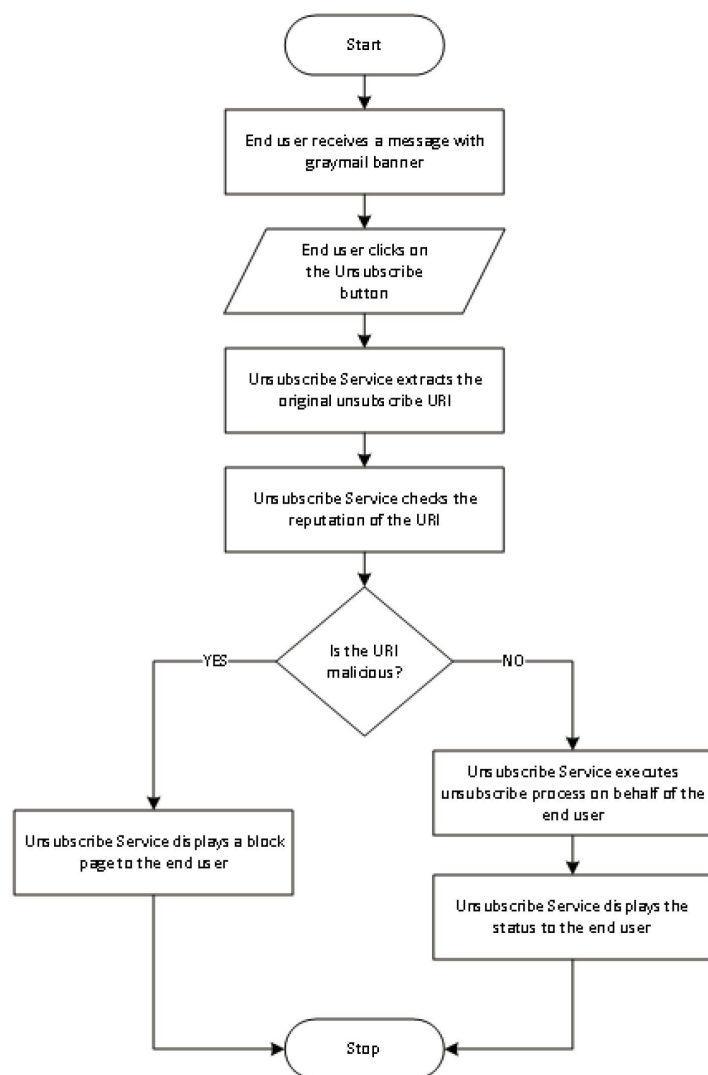 Start
End user receives a message with
graymail banner
End user clicks on
the Unsubscribe
button
Unsubscribe Service extracts the
original unsubscribe URI
Unsubscribe Service checks the
reputation of the URI
Is the URI
malicious?
YES
NO
Unsubscribe Service executes
unsubscribe process on behalf of the
end user
Unsubscribe Service displays a block
page to the end user
Unsubscribe Service displays the
status to the end user
Stop